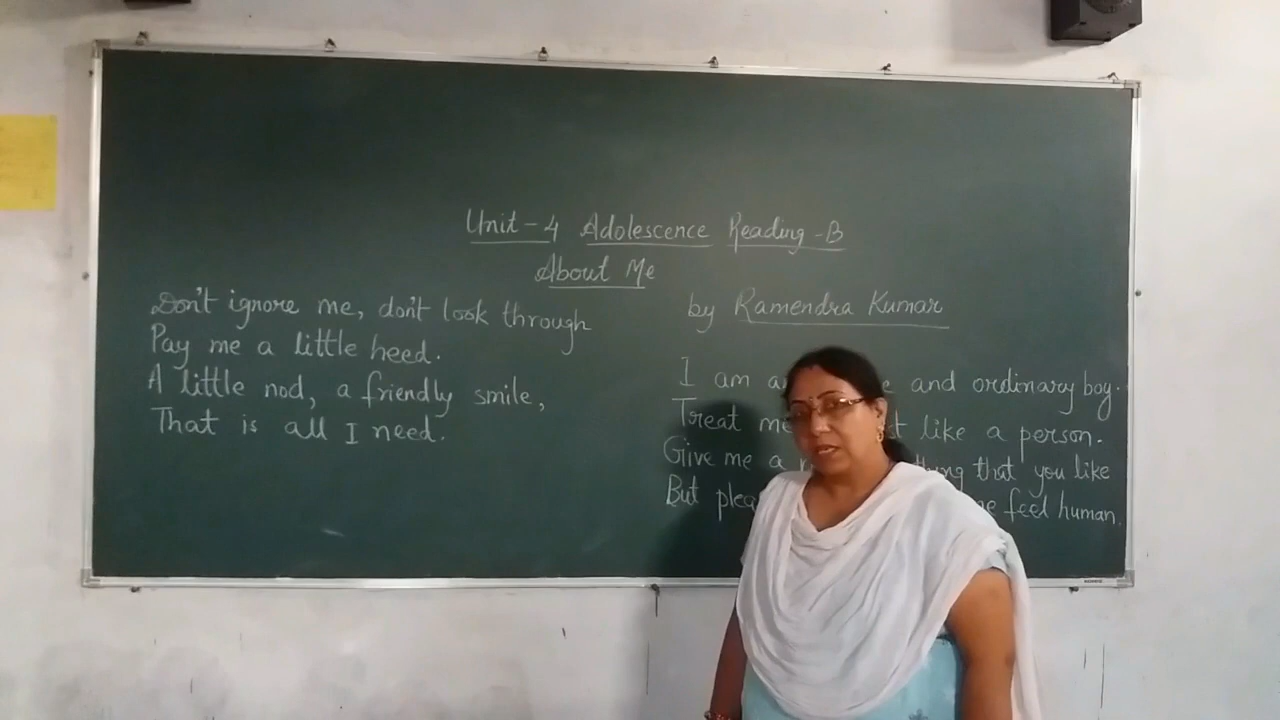 Unit-4 Adolescence Reading-B
About Me
by Ramendra Kumar
Don't ignore me, don't look through
Pay me a little heed.
A little nod, a friendly smile,
That is all I need.
I am and ordinary boy.
Treat me like a person.
Give me a that you like
But feel human.